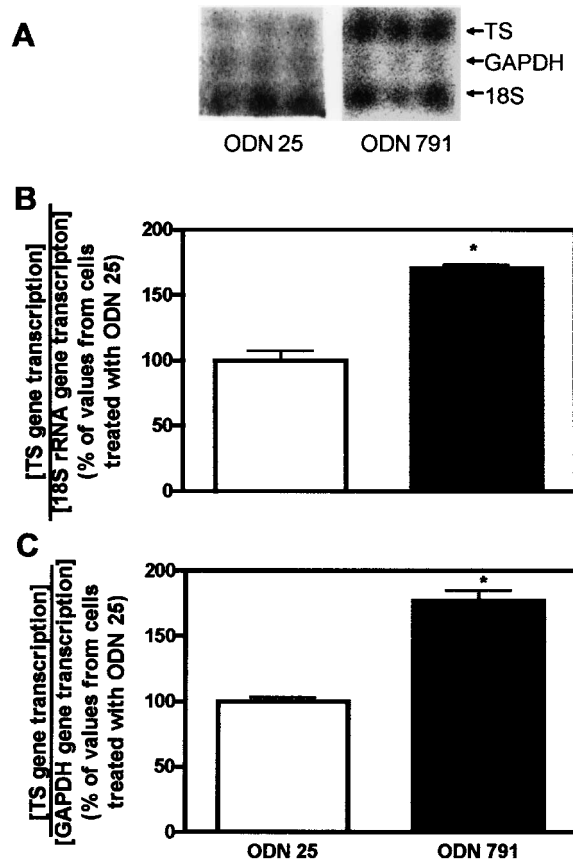 A
TS
GAPDH
18S
ODN 25
ODN 791
B
[TS gene transcription]
[18S rRNA gene transcripton]
(% of values from cells
treated with ODN 25)
200
150
100
50
0
*
C
[TS gene transcription]
[GAPDH gene transcription]
(% of values from cells
treated with ODN 25)
200
150
100
50
0
*
ODN 25
ODN 791